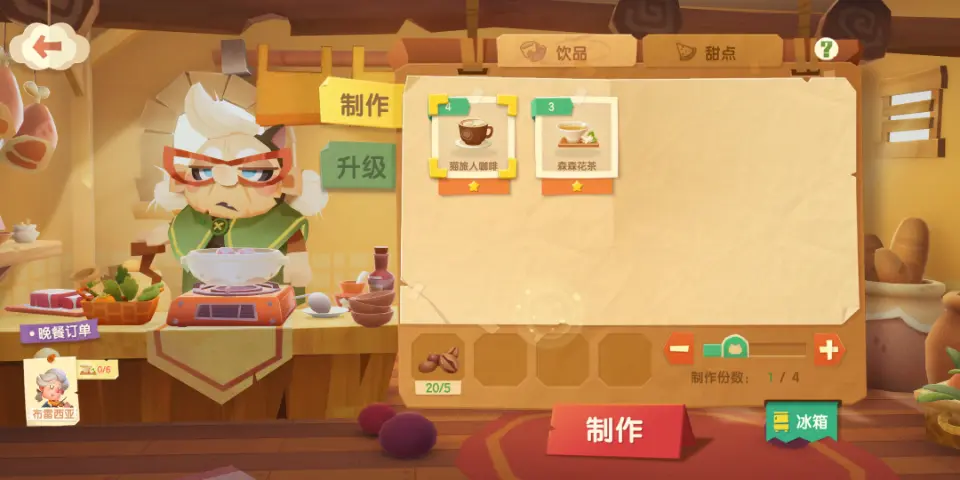 饮品
甜点
?
制作
升级
4
猫旅人咖啡
3
森森花茶
晚餐订单
0/6
布雷西亚
20/5
制作份数: 1 / 4
制作
冰箱